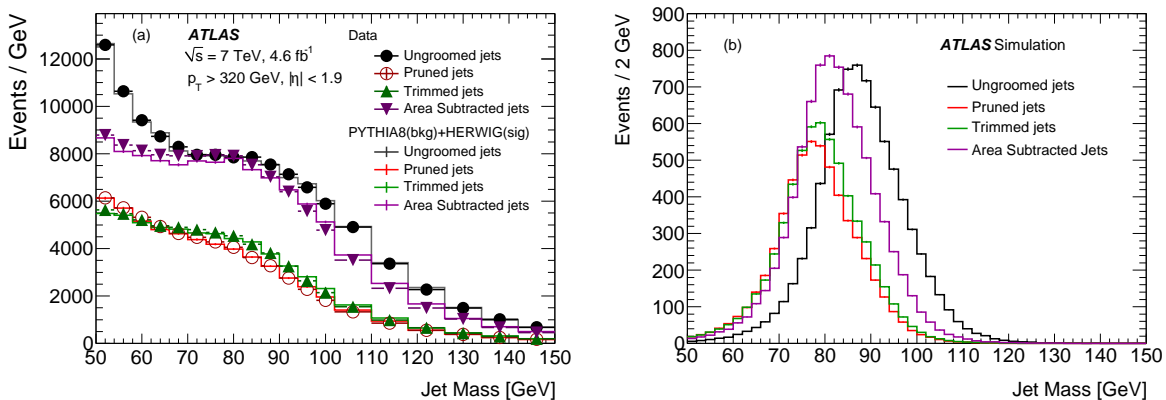 (a)
ATLAS
√s = 7 TeV, 4.6 fb⁻¹
p_T > 320 GeV, |η| < 1.9
Data
Ungroomed jets
Pruned jets
Trimmed jets
Area Subtracted jets
PYTHIA8(bkg)+HERWIG(sig)
Ungroomed jets
Pruned jets
Trimmed jets
Area Subtracted jets
Events / GeV
12000
10000
8000
6000
4000
2000
0
50 60 70 80 90 100 110 120 130 140 150
Jet Mass [GeV]
(b)
ATLAS Simulation
Ungroomed jets
Pruned jets
Trimmed jets
Area Subtracted Jets
Events / 2 GeV
900
800
700
600
500
400
300
200
100
0
50 60 70 80 90 100 110 120 130 140 150
Jet Mass [GeV]